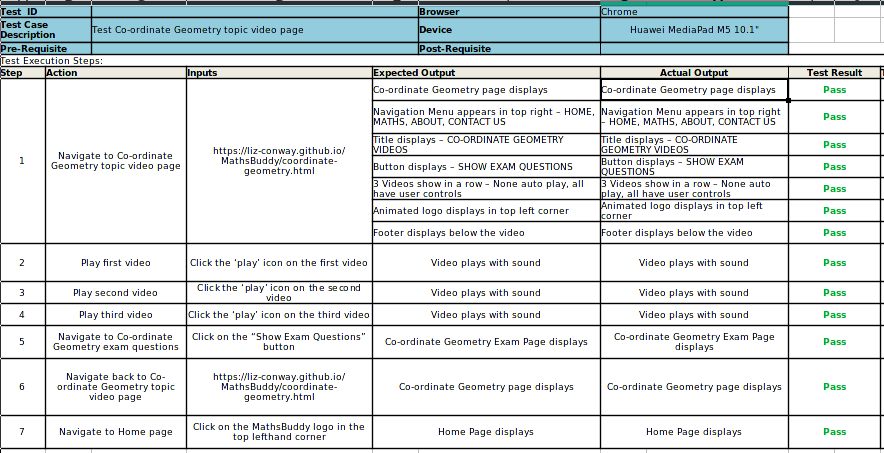 Test ID
Browser
Chrome
Test Case
Description
Test Co-ordinate Geometry topic video page
Device
Huawei MediaPad M5 10.1"
Pre-Requisite
Post-Requisite
Test Execution Steps:
Step
Action
Inputs
Expected Output
Actual Output
Test Result
1
Navigate to Co-ordinate
Geometry topic video page
https://liz-conway.github.io/
MathsBuddy/coordinate-
geometry.html
Co-ordinate Geometry page displays
Co-ordinate Geometry page displays
Pass
Navigation Menu appears in top right – HOME,
MATHS, ABOUT, CONTACT US
Navigation Menu appears in top right
– HOME, MATHS, ABOUT, CONTACT US
Pass
Title displays – CO-ORDINATE GEOMETRY
VIDEOS
Title displays – CO-ORDINATE
GEOMETRY VIDEOS
Pass
Button displays – SHOW EXAM QUESTIONS
Button displays – SHOW EXAM
QUESTIONS
Pass
3 Videos show in a row – None auto play, all
have user controls
3 Videos show in a row – None auto
play, all have user controls
Pass
Animated logo displays in top left corner
Animated logo displays in top left
corner
Pass
Footer displays below the video
Footer displays below the video
Pass
2
Play first video
Click the ‘play’ icon on the first video
Video plays with sound
Video plays with sound
Pass
3
Play second video
Click the ‘play’ icon on the second
video
Video plays with sound
Video plays with sound
Pass
4
Play third video
Click the ‘play’ icon on the third video
Video plays with sound
Video plays with sound
Pass
5
Navigate to Co-ordinate
Geometry exam questions
Click on the “Show Exam Questions”
button
Co-ordinate Geometry Exam Page displays
Co-ordinate Geometry Exam Page
displays
Pass
6
Navigate back to Co-
ordinate Geometry topic
video page
https://liz-conway.github.io/
MathsBuddy/coordinate-
geometry.html
Co-ordinate Geometry page displays
Co-ordinate Geometry page displays
Pass
7
Navigate to Home page
Click on the MathsBuddy logo in the
top lefthand corner
Home Page displays
Home Page displays
Pass